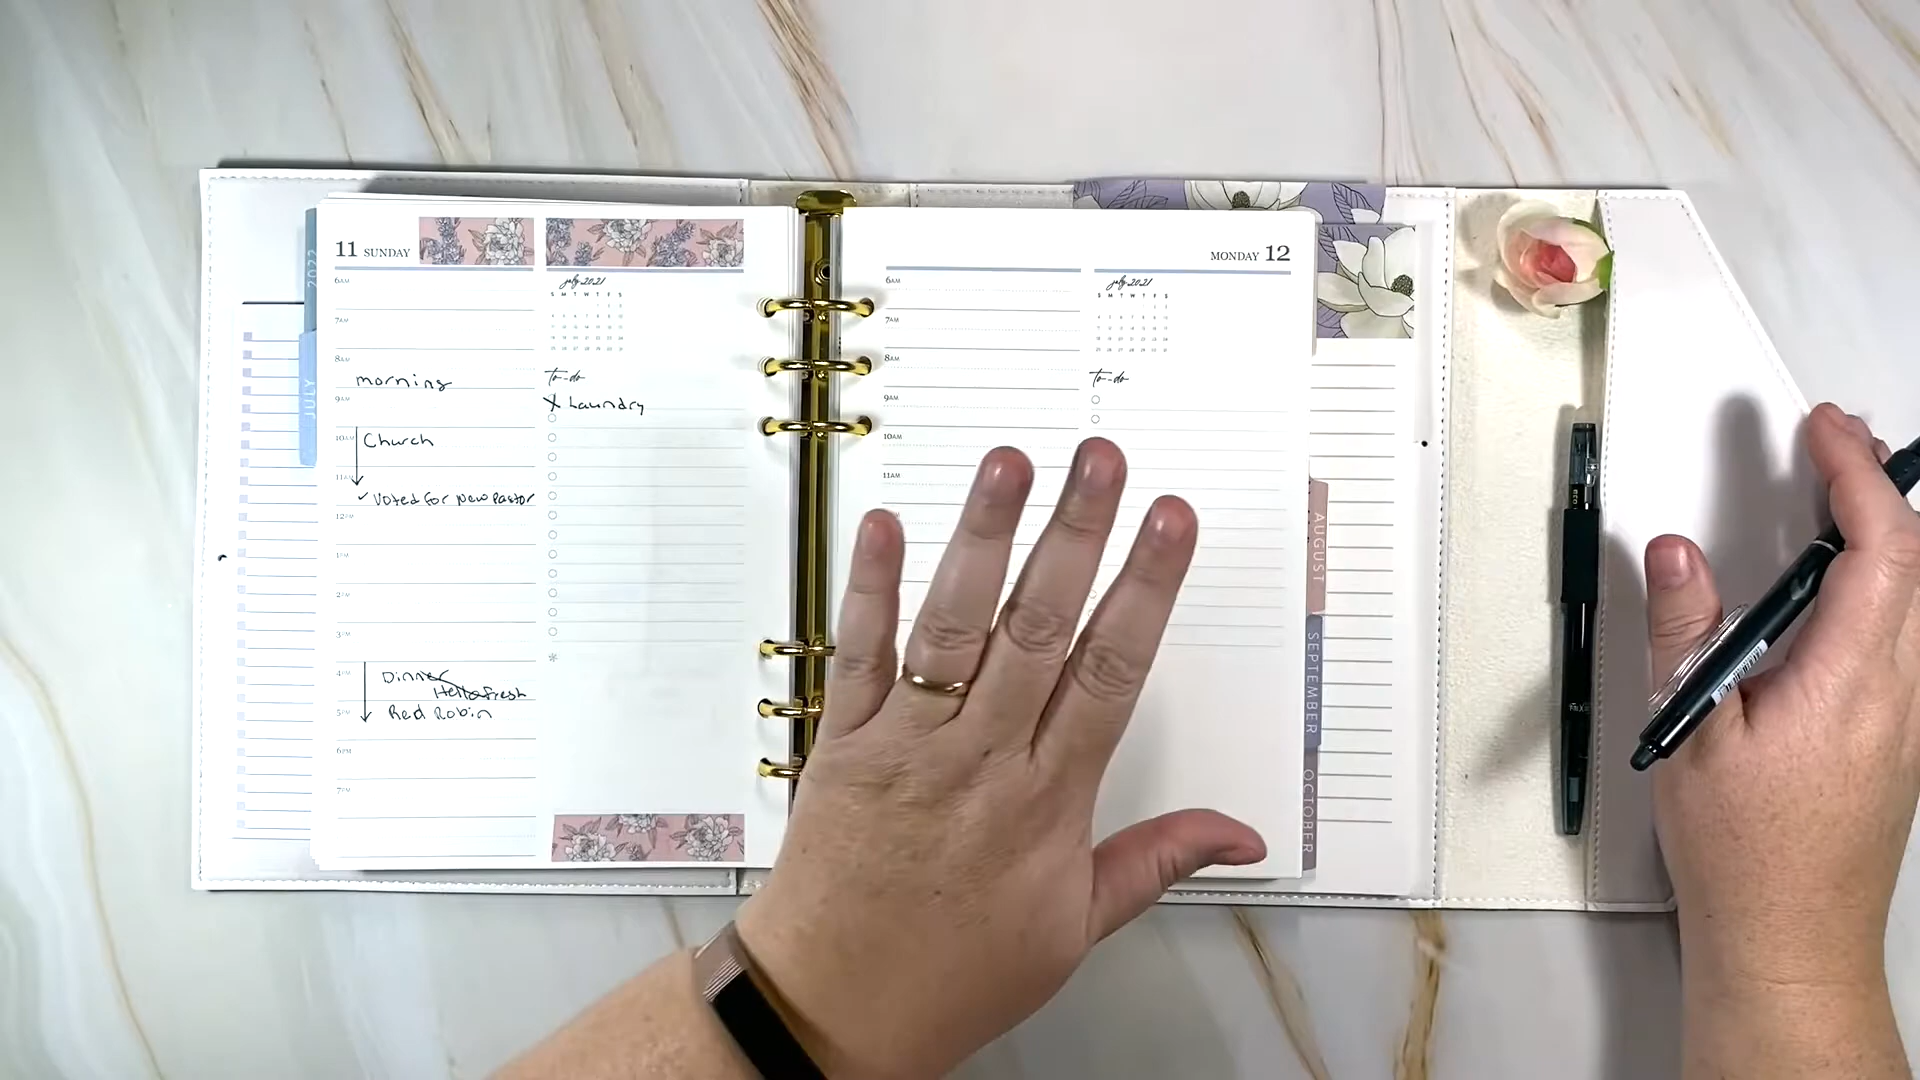 11 SUNDAY
july 2021
S M T W T F S
6AM
7AM
8AM
morning
9AM
10AM
Church
11AM
✓ Voted for New Pastor
12PM
1PM
2PM
3PM
4PM
Dinner
Hellofresh
5PM
Red Robin
6PM
7PM
to-do
X Laundry
2022
JULY
MONDAY 12
july 2021
S M T W T F S
6AM
7AM
8AM
9AM
10AM
11AM
to-do
AUGUST
SEPTEMBER
OCTOBER